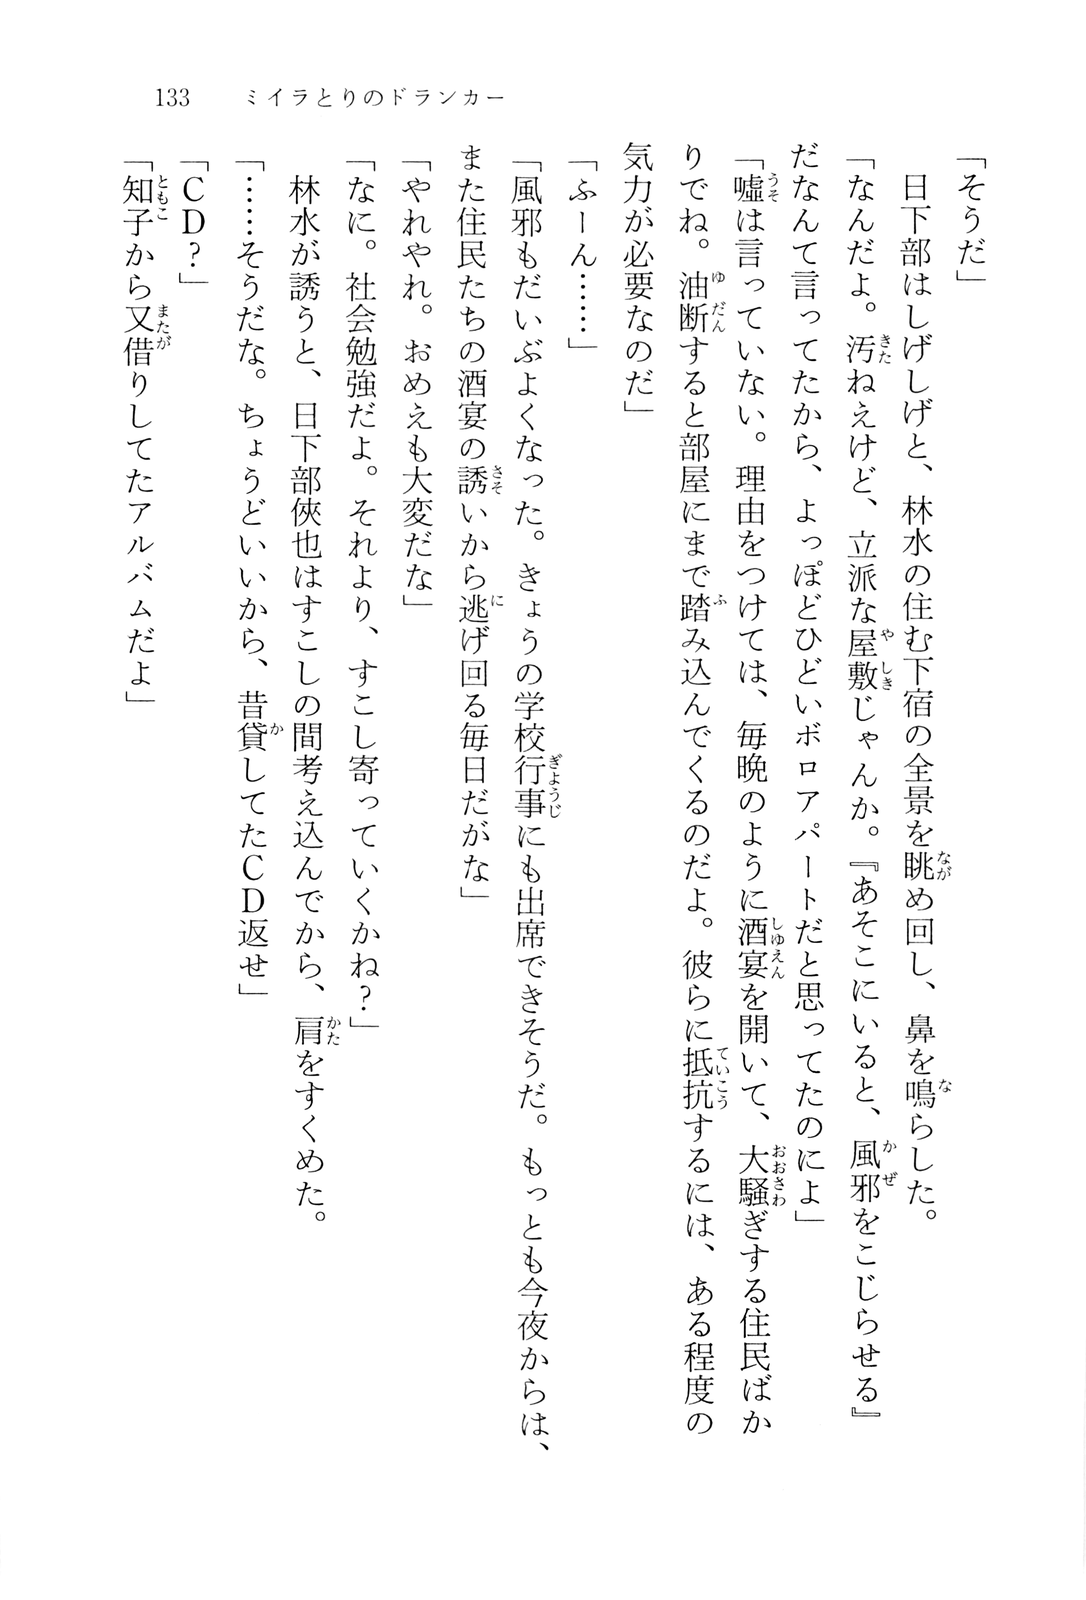 133　ミイラとりのドランカー
「そうだ」
　日下部はしげしげと、林水の住む下宿の全景を眺め回し、鼻を鳴らした。
「なんだよ。汚ねえけど、立派な屋敷じゃんか。『あそこにいると、風邪をこじらせる』
だなんて言ってたから、よっぽどひどいボロアパートだと思ってたのによ」
「嘘は言っていない。理由をつけては、毎晩のように酒宴を開いて、大騒ぎする住民ばか
りでね。油断すると部屋にまで踏み込んでくるのだよ。彼らに抵抗するには、ある程度の
気力が必要なのだ」
「ふーん……」
「風邪もだいぶよくなった。きょうの学校行事にも出席できそうだ。もっとも今夜からは、
また住民たちの酒宴の誘いから逃げ回る毎日だがな」
「やれやれ。おめえも大変だな」
「なに。社会勉強だよ。それより、すこし寄っていくかね？」
　林水が誘うと、日下部俠也はすこしの間考え込んでから、肩をすくめた。
「……そうだな。ちょうどいいから、昔貸してたＣＤ返せ」
「ＣＤ？」
「知子から又借りしてたアルバムだよ」